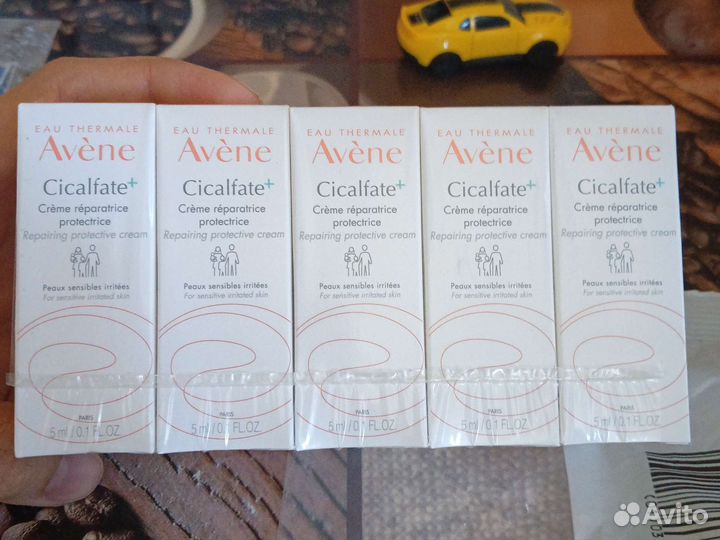 EAU THERMALE
Avène
Cicalfate+
Crème réparatrice
protectrice
Repairing protective cream
Peaux sensibles irritées
For sensitive irritated skin
PARIS
5 ml / 0.1 FL.OZ
EAU THERMALE
Avène
Cicalfate+
Crème réparatrice
protectrice
Repairing protective cream
Peaux sensibles irritées
For sensitive irritated skin
PARIS
5 ml / 0.1 FL.OZ
EAU THERMALE
Avène
Cicalfate+
Crème réparatrice
protectrice
Repairing protective cream
Peaux sensibles irritées
For sensitive irritated skin
PARIS
5 ml / 0.1 FL.OZ
EAU THERMALE
Avène
Cicalfate+
Crème réparatrice
protectrice
Repairing protective cream
Peaux sensibles irritées
For sensitive irritated skin
PARIS
5 ml / 0.1 FL.OZ
EAU THERMALE
Avène
Cicalfate+
Crème réparatrice
protectrice
Repairing protective cream
Peaux sensibles irritées
For sensitive irritated skin
PARIS
5 ml / 0.1 FL.OZ
Avito